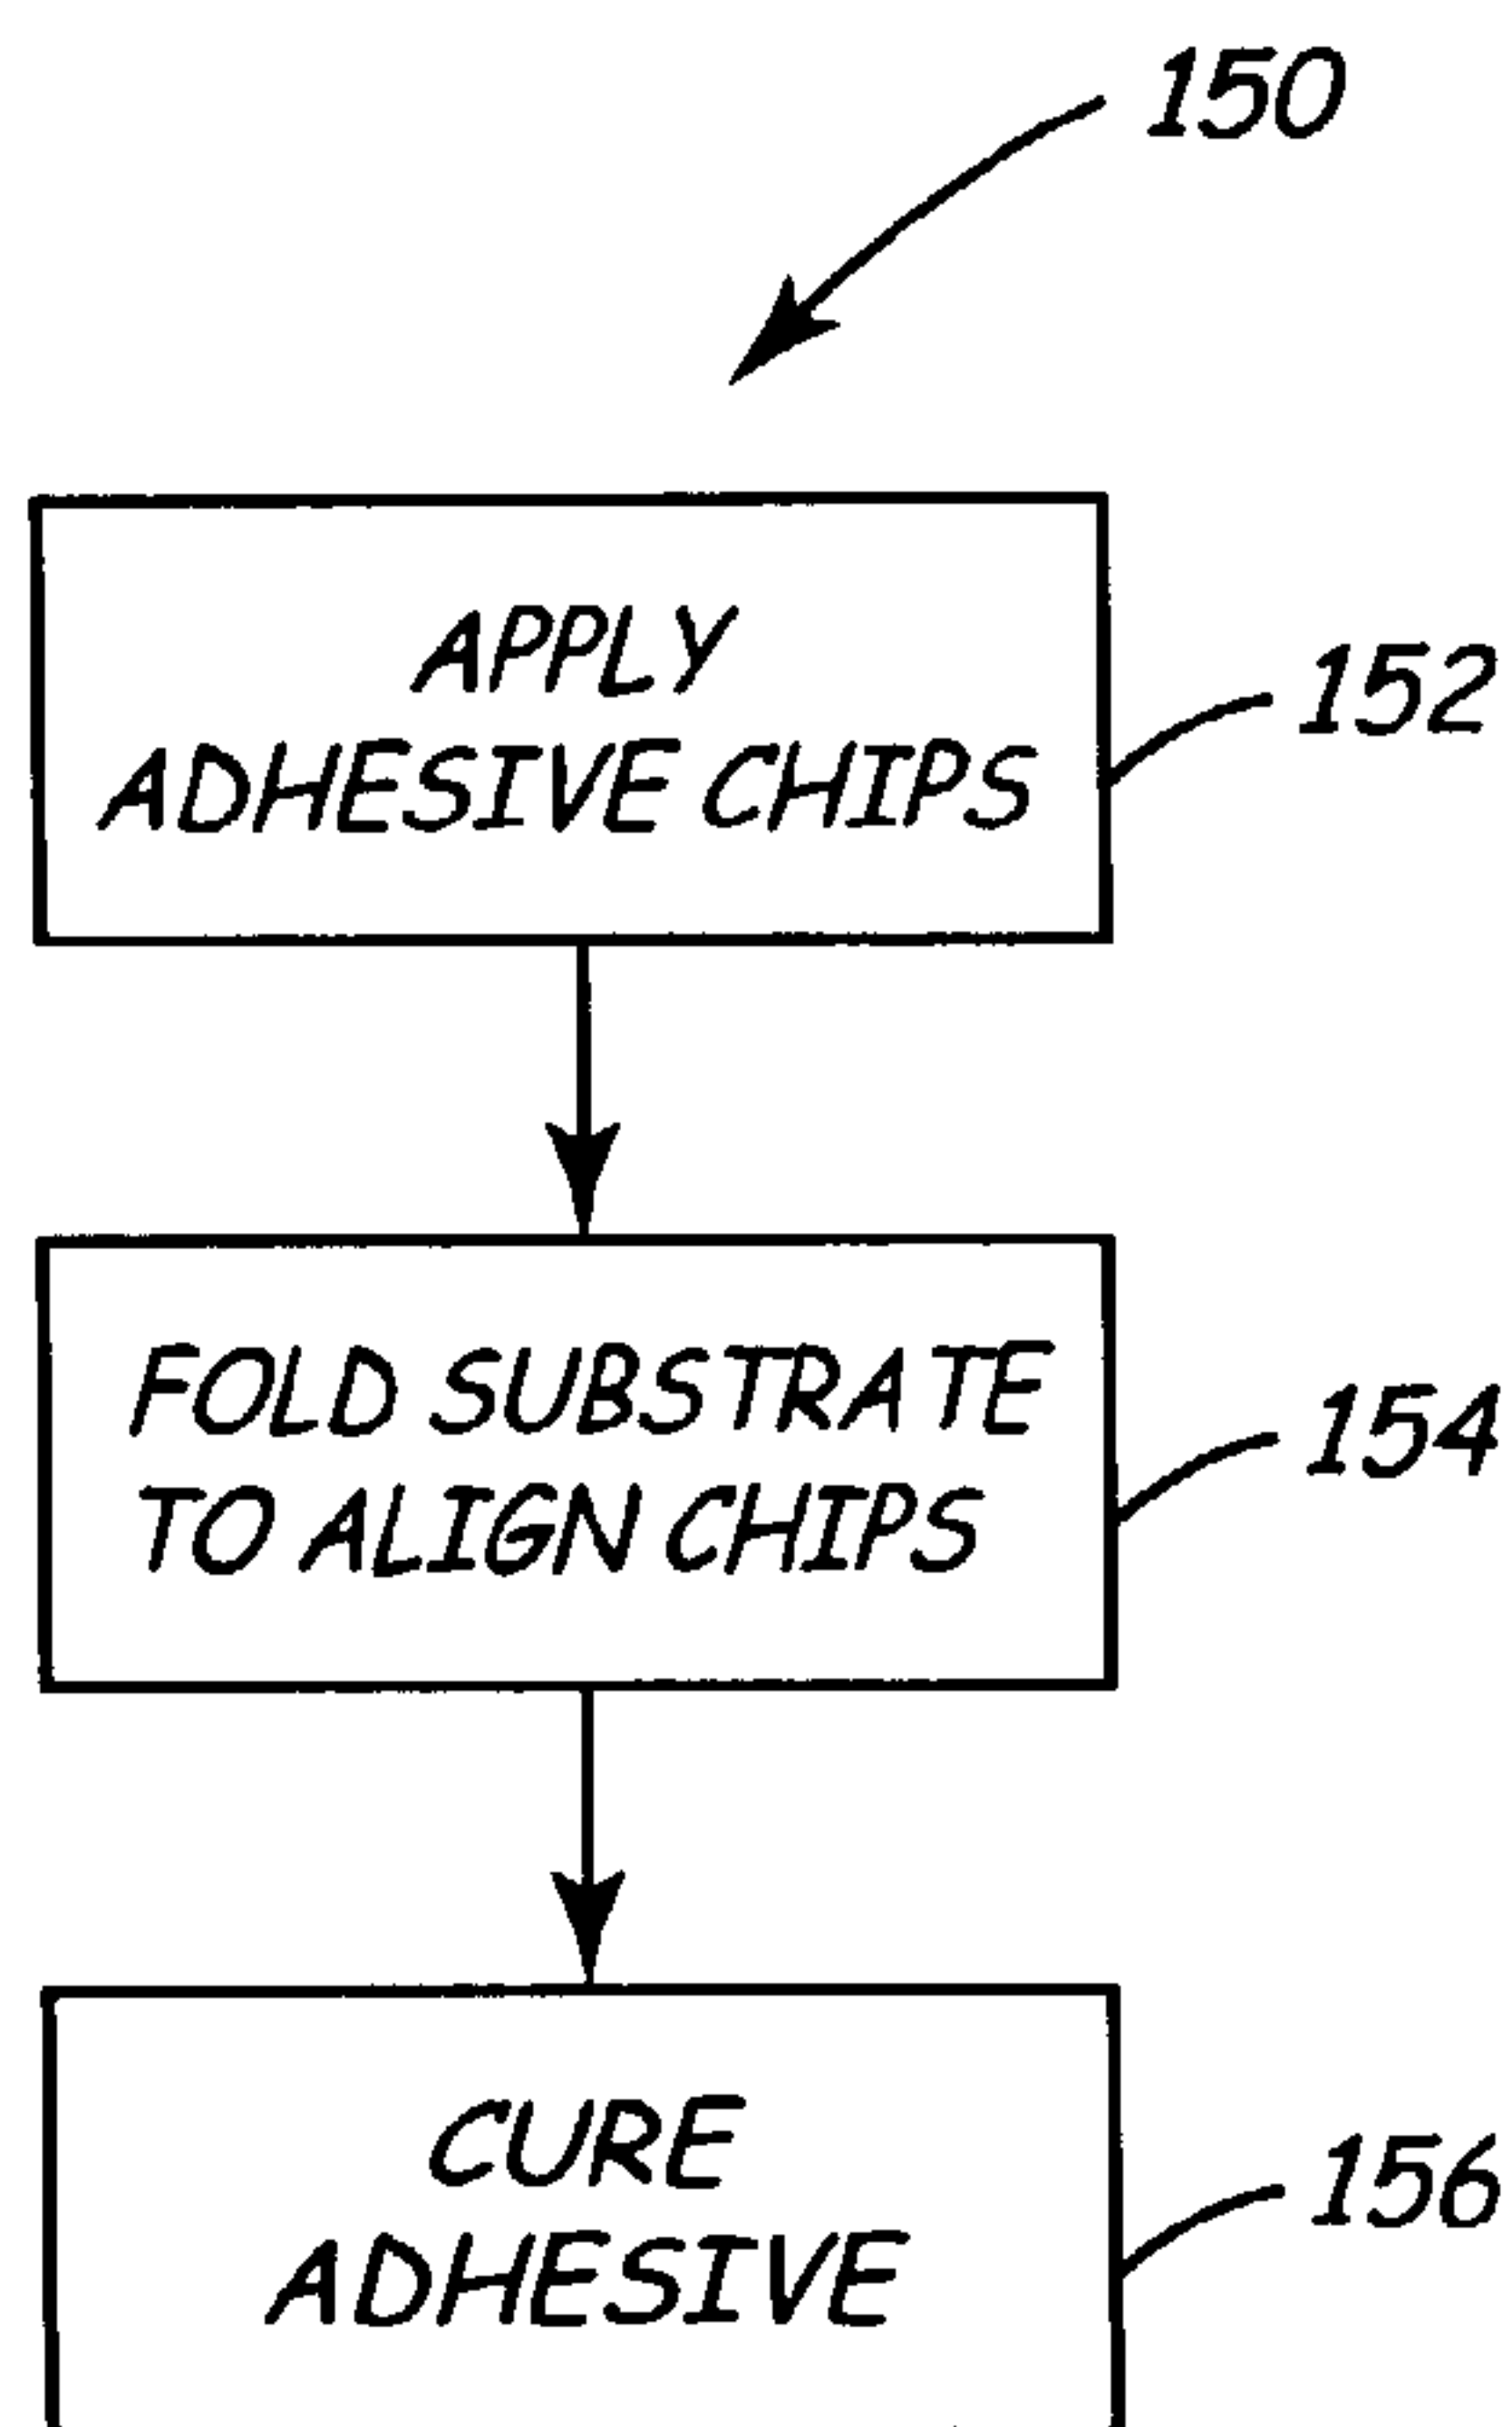 150
APPLY
ADHESIVE CHIPS
152
FOLD SUBSTRATE
TO ALIGN CHIPS
154
CURE
ADHESIVE
156